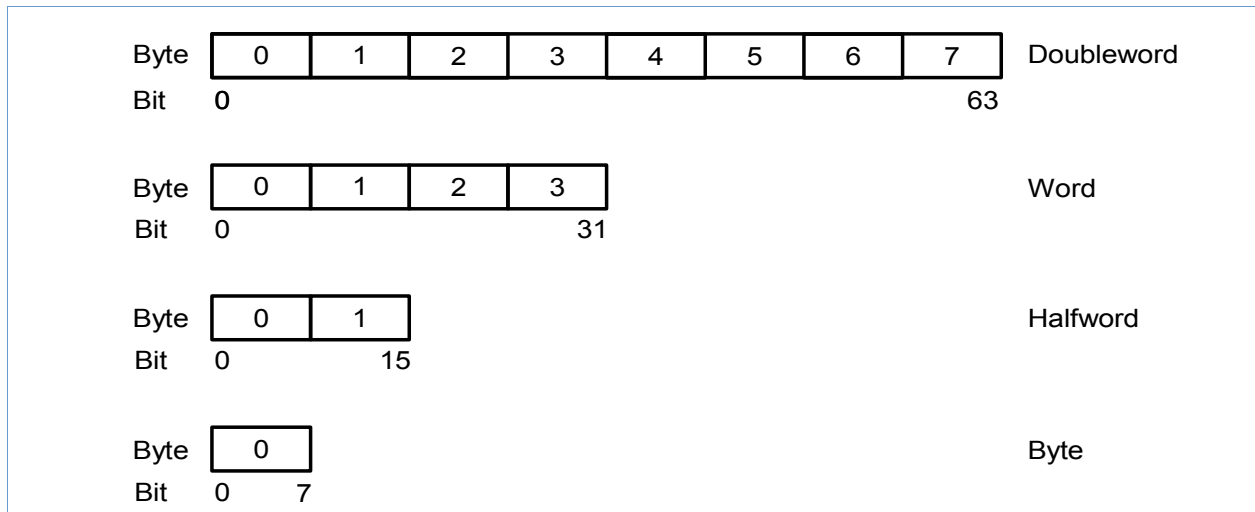 Byte 0 1 2 3 4 5 6 7 Doubleword
Bit 0 63
Byte 0 1 2 3 Word
Bit 0 31
Byte 0 1 Halfword
Bit 0 15
Byte 0 Byte
Bit 0 7